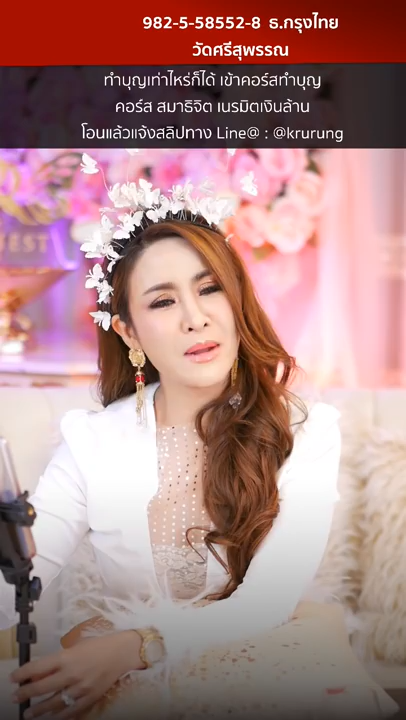 982-5-58552-8 ธ.กรุงไทย
วัดศรีสุพรรณ
ทำบุญเท่าไหร่ก็ได้ เข้าคอร์สทำบุญ
คอร์ส สมาธิจิต เนรมิตเงินล้าน
โอนแล้วแจ้งสลิปทาง Line@ : @krurung